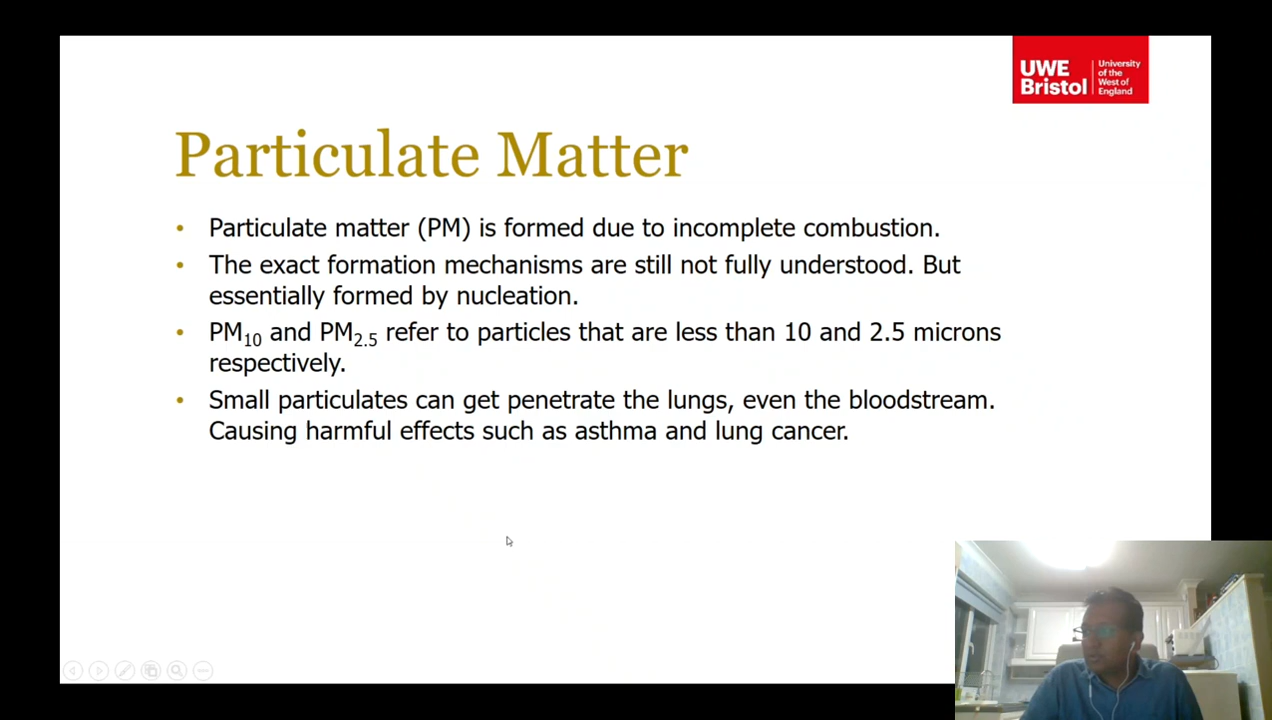 UWE
Bristol
University
of the
West of
England
Particulate Matter
• Particulate matter (PM) is formed due to incomplete combustion.
• The exact formation mechanisms are still not fully understood. But
essentially formed by nucleation.
• PM10 and PM2.5 refer to particles that are less than 10 and 2.5 microns
respectively.
• Small particulates can get penetrate the lungs, even the bloodstream.
Causing harmful effects such as asthma and lung cancer.